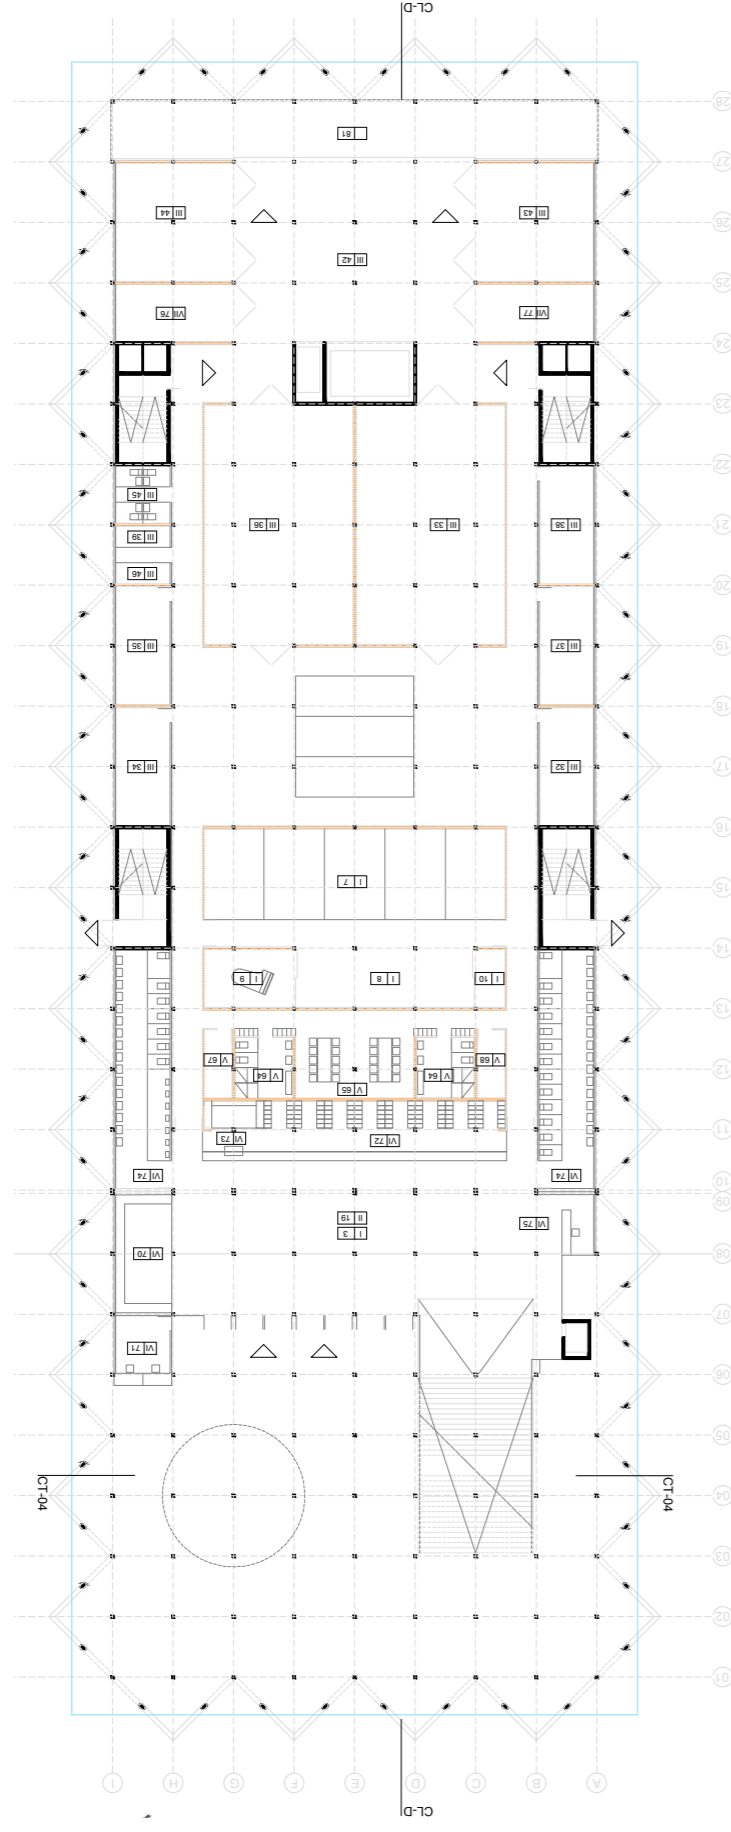 CL-D
28
81
27
III 44
III 43
26
III 42
25
VII 76
VII 77
24
23
22
III 45
III 36
III 33
III 38
21
III 39
III 46
20
III 35
III 37
19
18
III 34
III 32
17
16
I 7
15
14
I 9
I 8
I 10
13
V 67
V 64
V 65
V 64
V 68
12
VI 73
VI 72
11
VI 74
VI 74
10
09
II 19
I 3
VI 75
VI 70
08
07
VI 71
06
05
CT-04
CT-04
04
03
02
01
I
H
G
F
E
D
C
B
A
CL-D